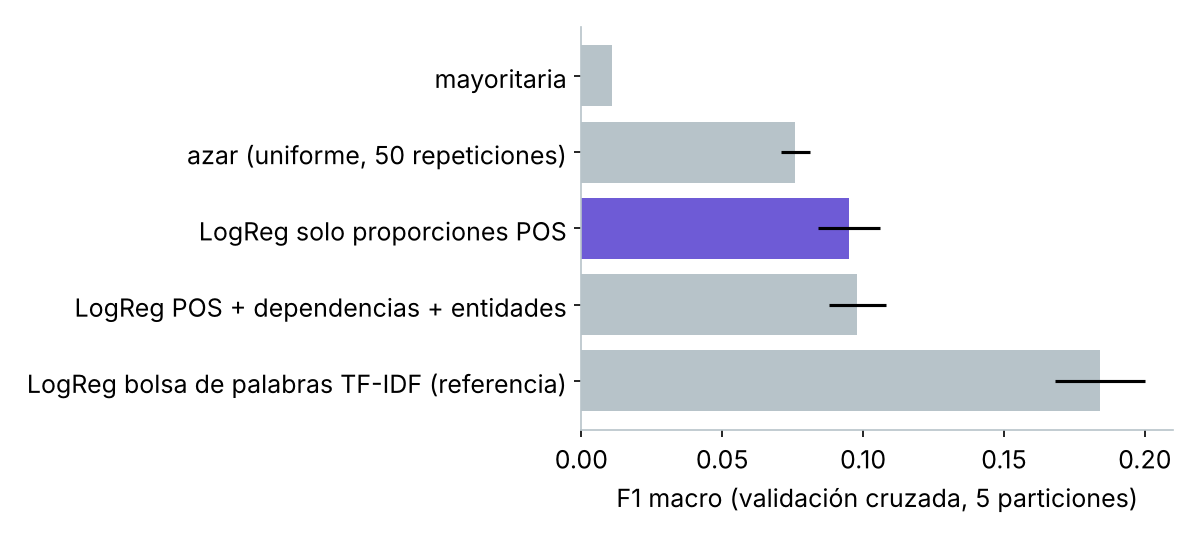 mayoritaria
azar (uniforme, 50 repeticiones)
LogReg solo proporciones POS
LogReg POS + dependencias + entidades
LogReg bolsa de palabras TF-IDF (referencia)
0.00 0.05 0.10 0.15 0.20
F1 macro (validación cruzada, 5 particiones)